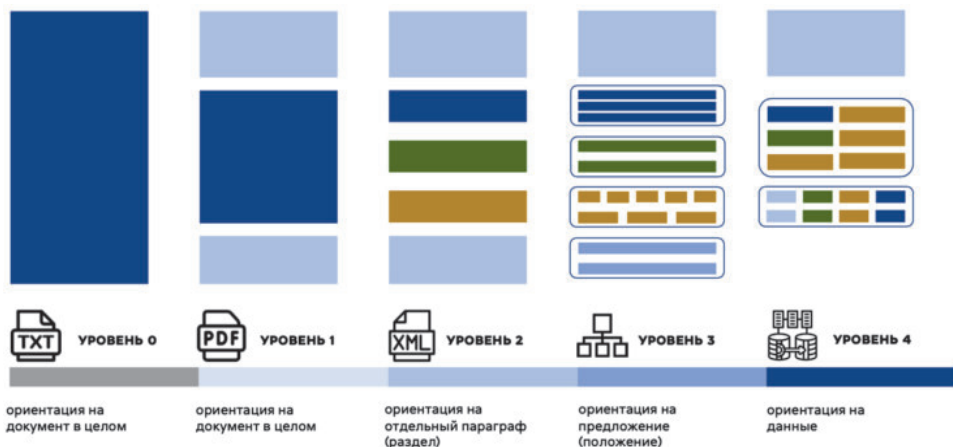 TXT УРОВЕНЬ 0
PDF УРОВЕНЬ 1
XML УРОВЕНЬ 2
УРОВЕНЬ 3
УРОВЕНЬ 4
ориентация на
документ в целом
ориентация на
документ в целом
ориентация на
отдельный параграф
(раздел)
ориентация на
предложение
(положение)
ориентация на
данные